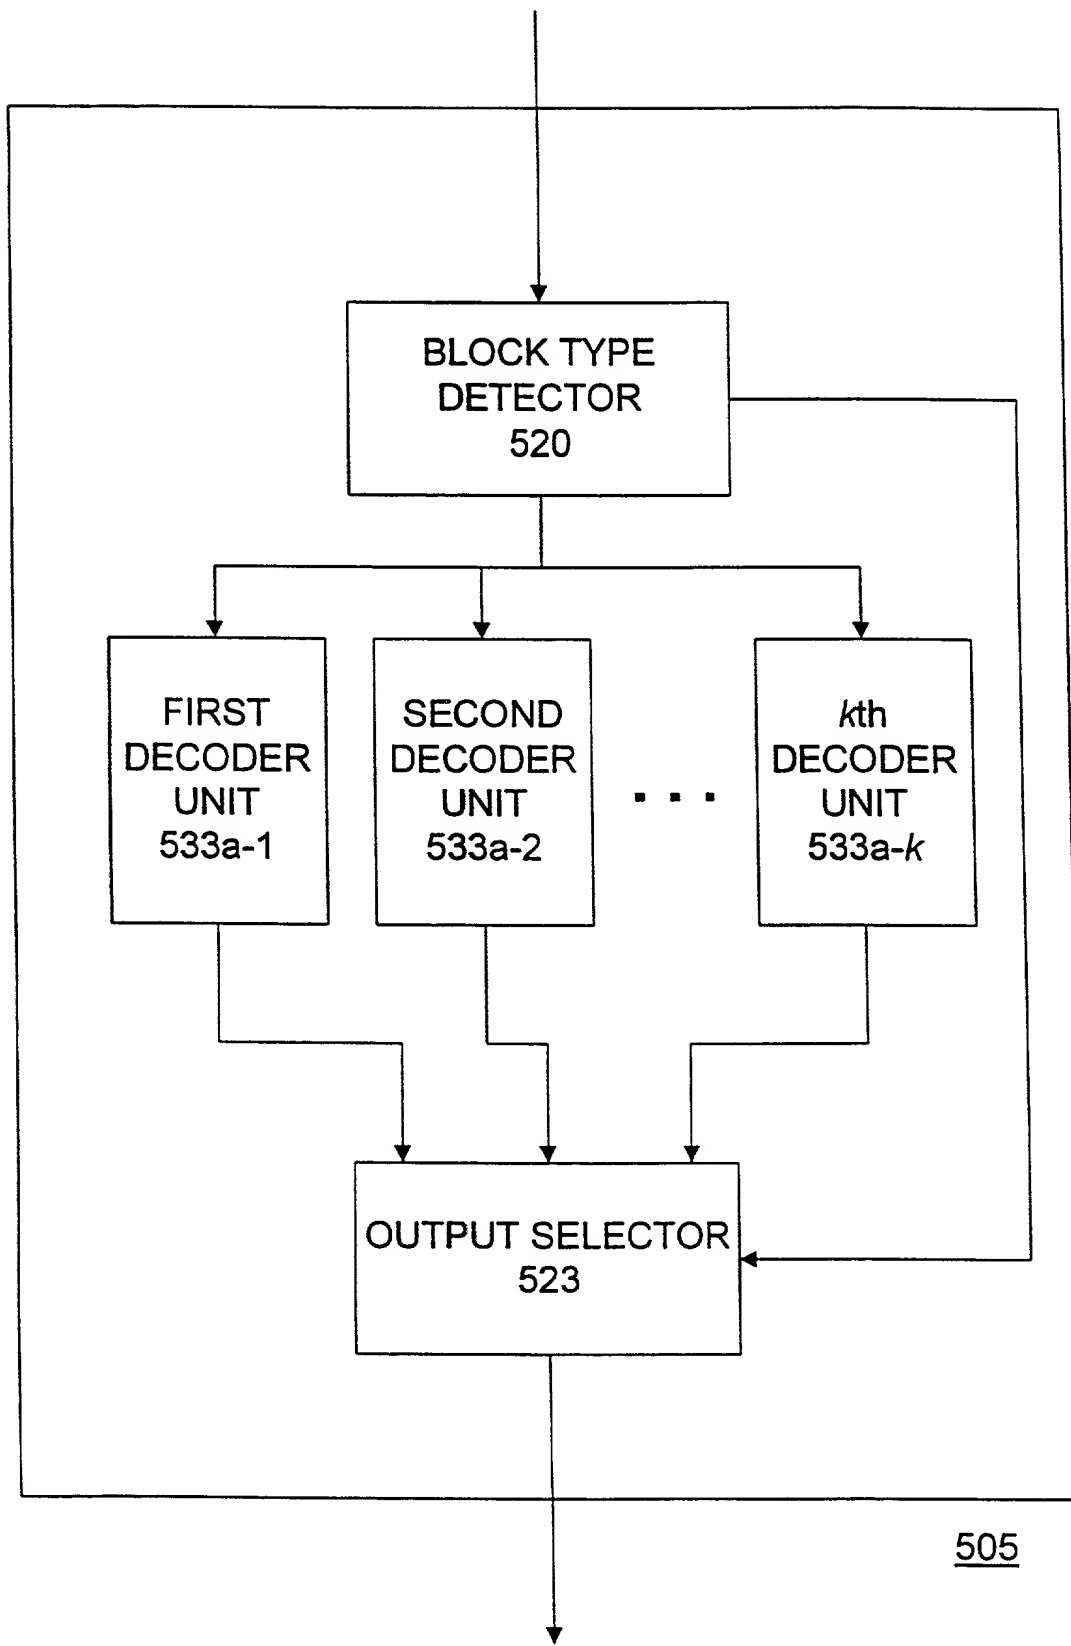 BLOCK TYPE
DETECTOR
520
FIRST
DECODER
UNIT
533a-1
SECOND
DECODER
UNIT
533a-2
. . .
kth
DECODER
UNIT
533a-k
OUTPUT SELECTOR
523
505